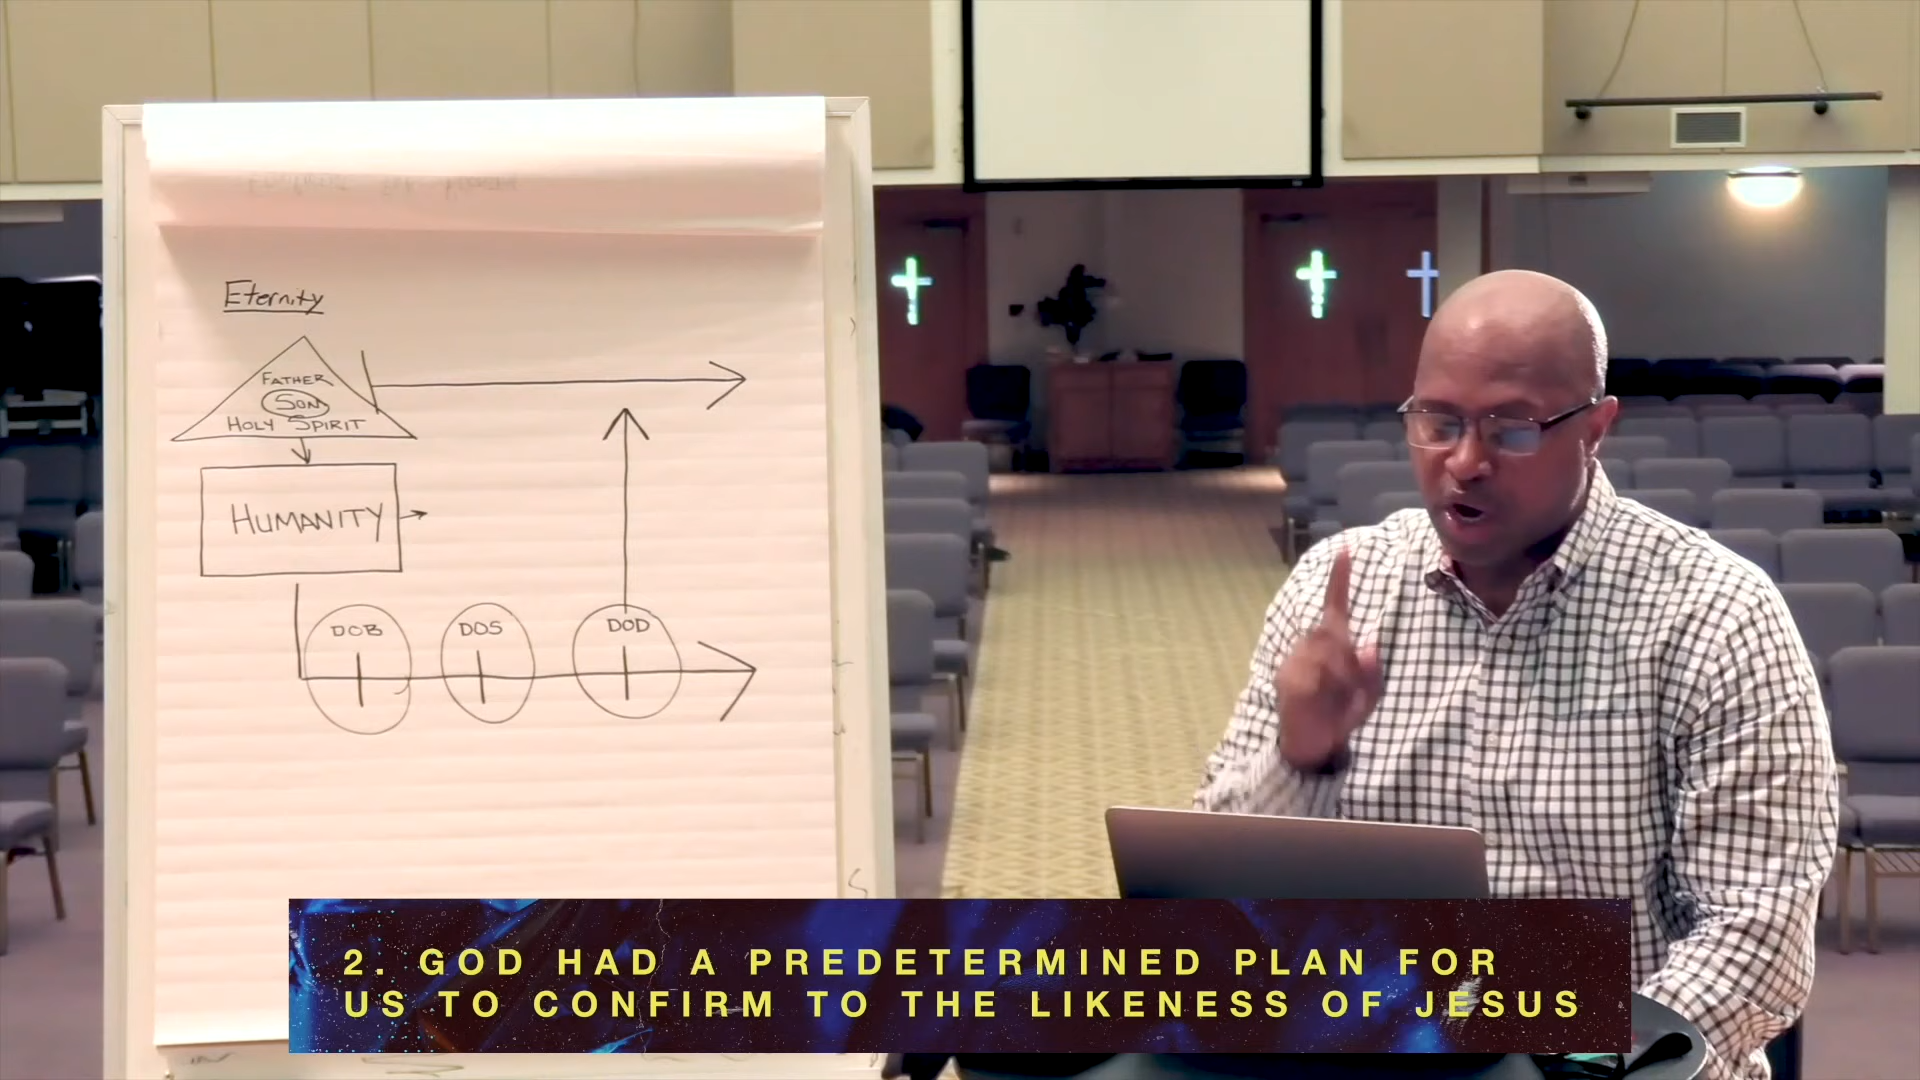 Eternity
FATHER
SON
HOLY SPIRIT
HUMANITY
DOB DOS DOD
2. GOD HAD A PREDETERMINED PLAN FOR
US TO CONFIRM TO THE LIKENESS OF JESUS